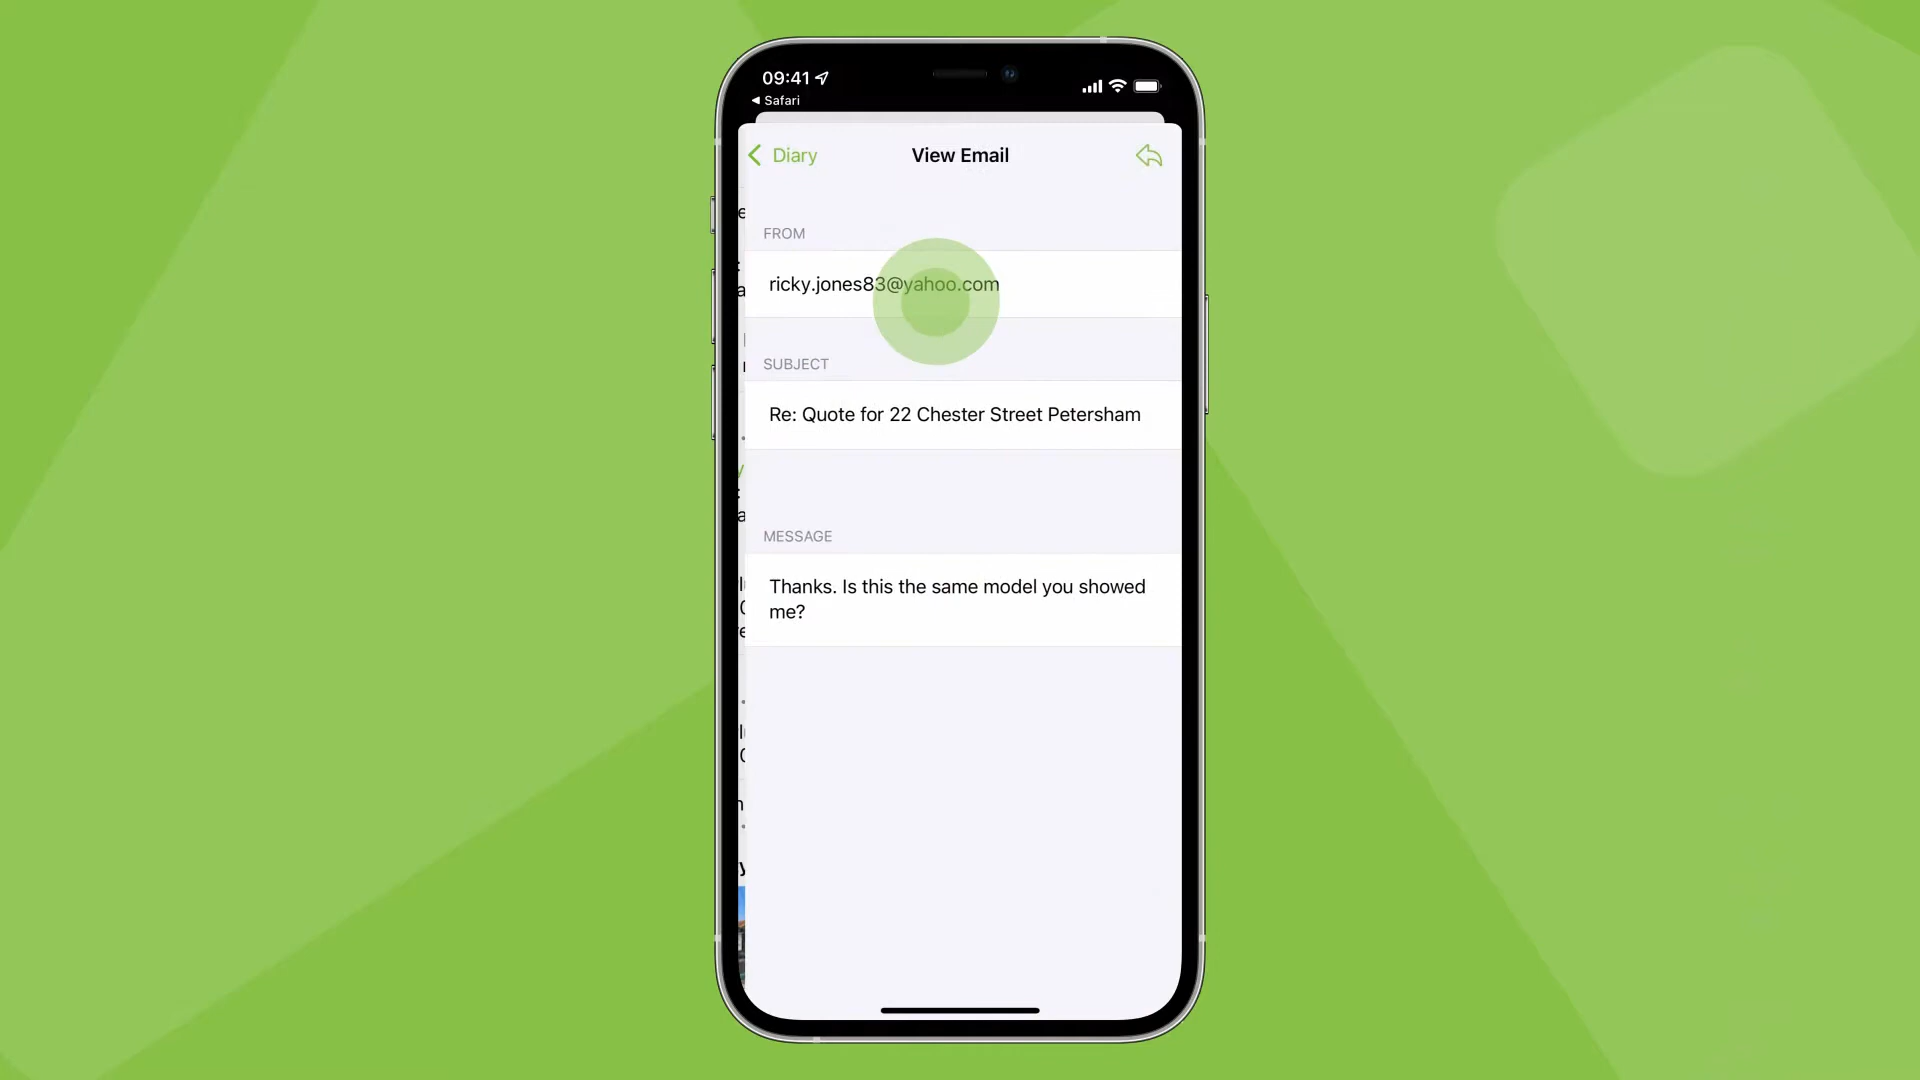 09:41
Safari
Diary
View Email
FROM
ricky.jones83@yahoo.com
SUBJECT
Re: Quote for 22 Chester Street Petersham
MESSAGE
Thanks. Is this the same model you showed
me?